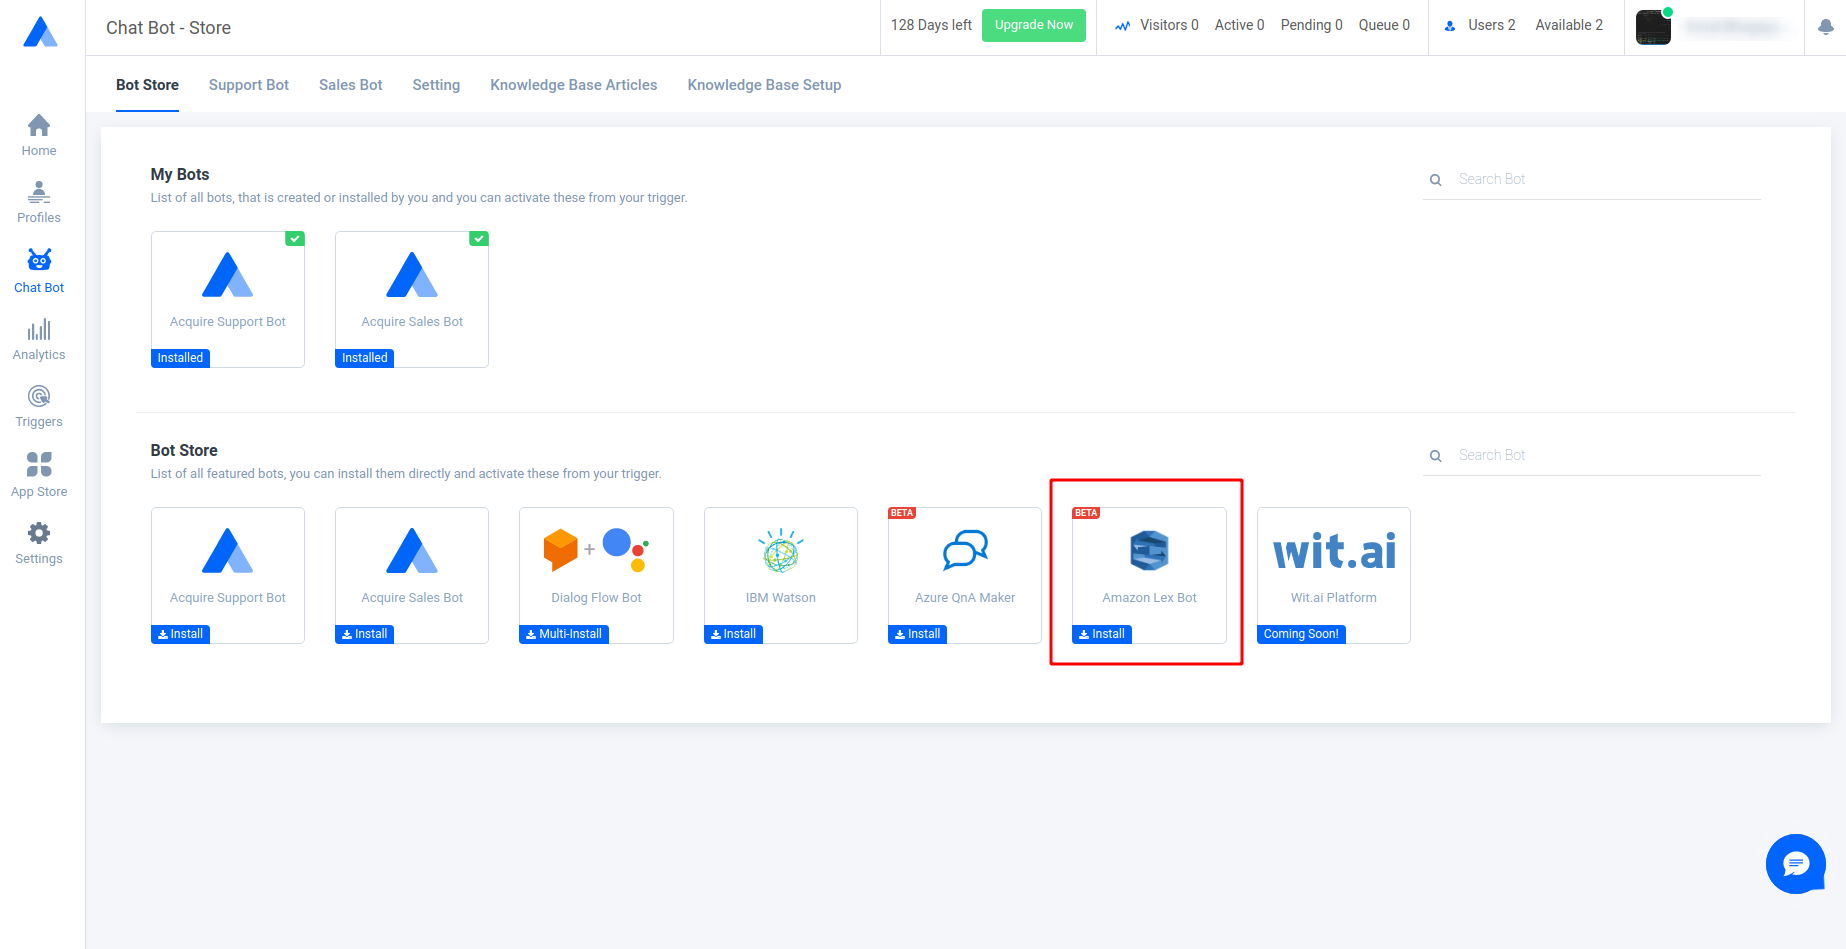 Chat Bot - Store
128 Days left
Upgrade Now
Visitors 0
Active 0
Pending 0
Queue 0
Users 2
Available 2
Bot Store
Support Bot
Sales Bot
Setting
Knowledge Base Articles
Knowledge Base Setup
Home
Profiles
Chat Bot
Analytics
Triggers
App Store
Settings
My Bots
List of all bots, that is created or installed by you and you can activate these from your trigger.
Search Bot
Acquire Support Bot
Installed
Acquire Sales Bot
Installed
Bot Store
List of all featured bots, you can install them directly and activate these from your trigger.
Search Bot
Acquire Support Bot
Install
Acquire Sales Bot
Install
+
Dialog Flow Bot
Multi-Install
IBM Watson
Install
BETA
Azure QnA Maker
Install
BETA
Amazon Lex Bot
Install
wit.ai
Wit.ai Platform
Coming Soon!